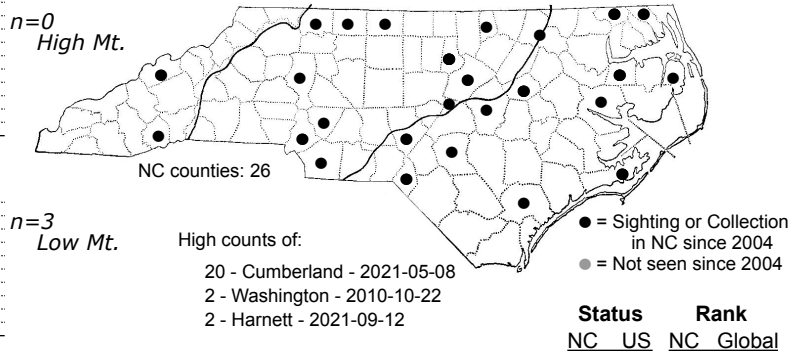 n=0
High Mt.
NC counties: 26
n=3
Low Mt.
High counts of:
20 - Cumberland - 2021-05-08
2 - Washington - 2010-10-22
2 - Harnett - 2021-09-12
● = Sighting or Collection
in NC since 2004
● = Not seen since 2004
Status Rank
NC US NC Global